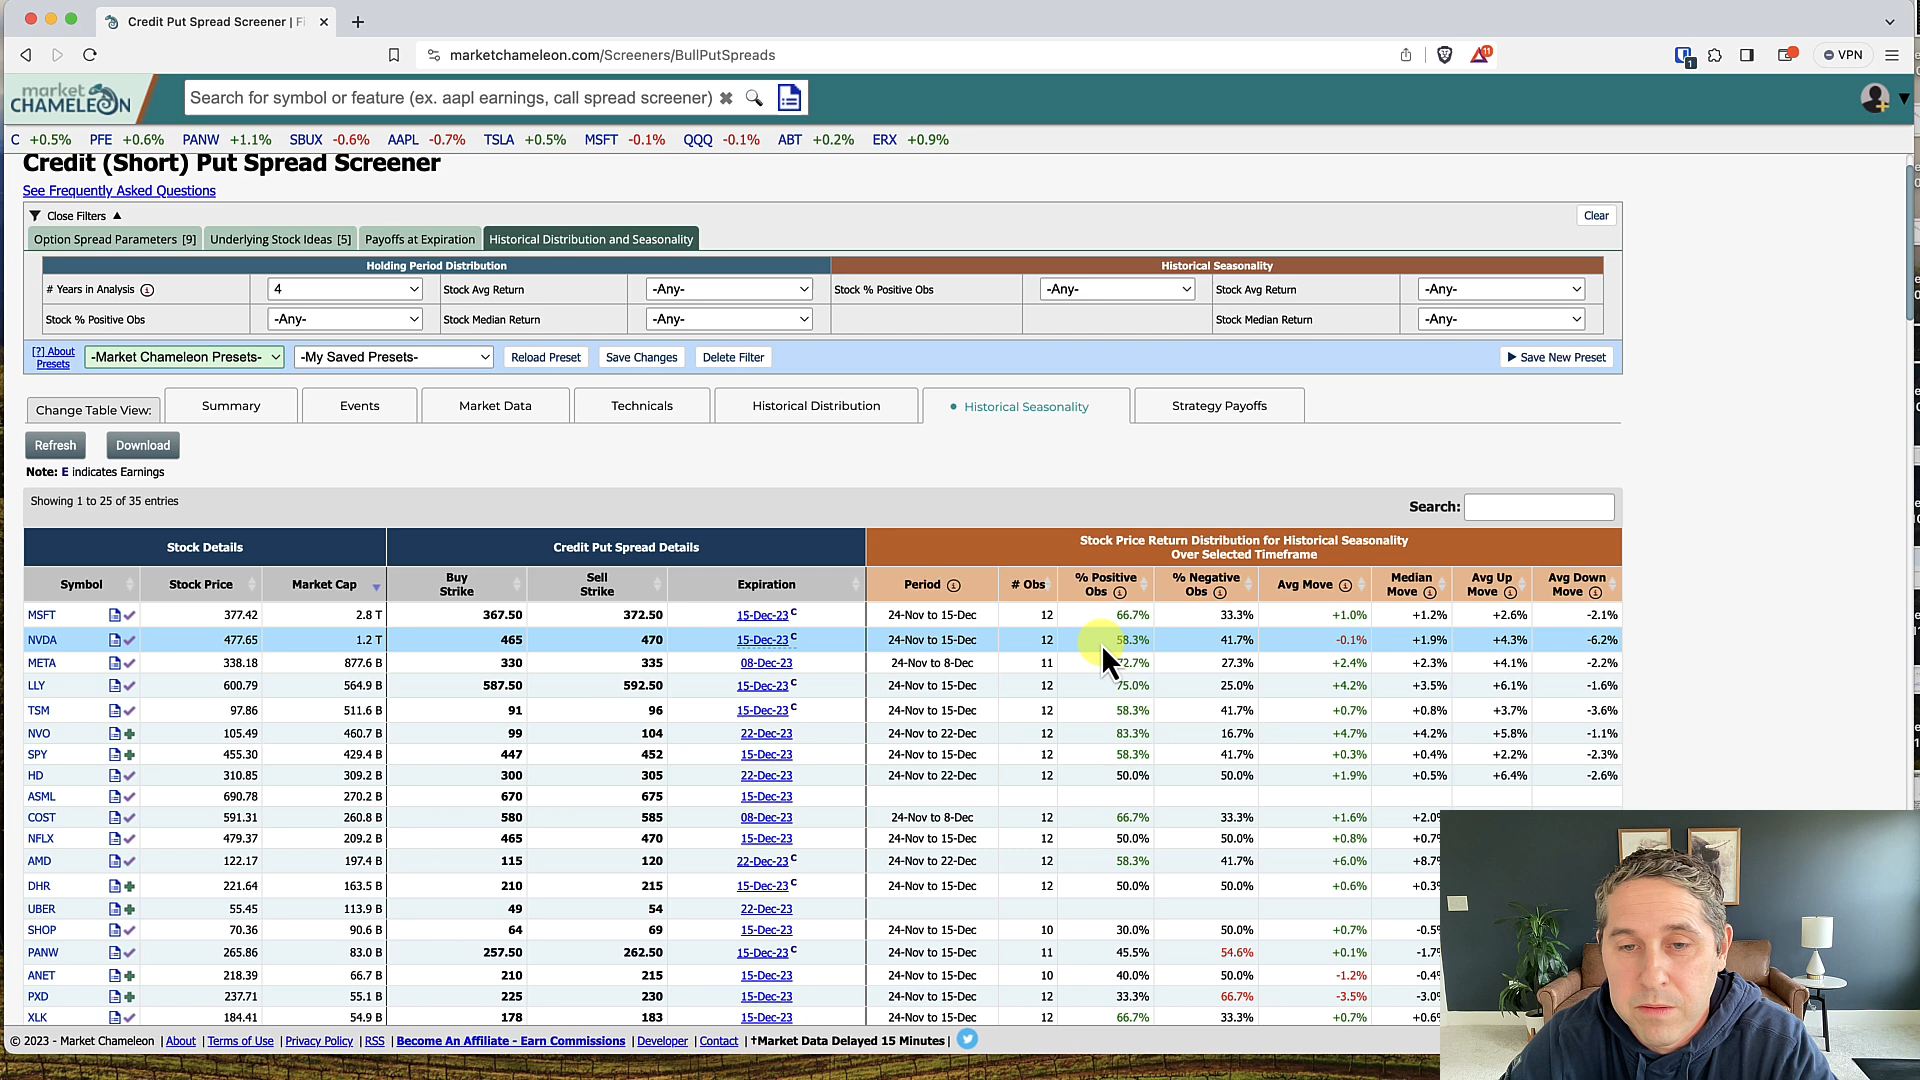 Credit Put Spread Screener | Fi
marketchameleon.com/Screeners/BullPutSpreads
11
1
VPN
market
CHAMELEON
Search for symbol or feature (ex. aapl earnings, call spread screener)
C +0.5% PFE +0.6% PANW +1.1% SBUX -0.6% AAPL -0.7% TSLA +0.5% MSFT -0.1% QQQ -0.1% ABT +0.2% ERX +0.9%
Credit (Short) Put Spread Screener
See Frequently Asked Questions
Close Filters ▲
Clear
Option Spread Parameters [9] Underlying Stock Ideas [5] Payoffs at Expiration Historical Distribution and Seasonality
Holding Period Distribution Historical Seasonality
# Years in Analysis 4 Stock Avg Return -Any- Stock % Positive Obs -Any- Stock Avg Return -Any-
Stock % Positive Obs -Any- Stock Median Return -Any- Stock Median Return -Any-
[?] About
Presets
-Market Chameleon Presets- -My Saved Presets- Reload Preset Save Changes Delete Filter ▶ Save New Preset
Change Table View: Summary Events Market Data Technicals Historical Distribution • Historical Seasonality Strategy Payoffs
Refresh Download
Note: E indicates Earnings
Showing 1 to 25 of 35 entries
Search:
Stock Details Credit Put Spread Details Stock Price Return Distribution for Historical Seasonality
Over Selected Timeframe
Symbol Stock Price Market Cap Buy Strike Sell Strike Expiration Period # Obs % Positive Obs % Negative Obs Avg Move Median Move Avg Up Move Avg Down Move
MSFT 377.42 2.8 T 367.50 372.50 15-Dec-23 C 24-Nov to 15-Dec 12 66.7% 33.3% +1.0% +1.2% +2.6% -2.1%
NVDA 477.65 1.2 T 465 470 15-Dec-23 C 24-Nov to 15-Dec 12 58.3% 41.7% -0.1% +1.9% +4.3% -6.2%
META 338.18 877.6 B 330 335 08-Dec-23 24-Nov to 8-Dec 11 72.7% 27.3% +2.4% +2.3% +4.1% -2.2%
LLY 600.79 564.9 B 587.50 592.50 15-Dec-23 C 24-Nov to 15-Dec 12 75.0% 25.0% +4.2% +3.5% +6.1% -1.6%
TSM 97.86 511.6 B 91 96 15-Dec-23 C 24-Nov to 15-Dec 12 58.3% 41.7% +0.7% +0.8% +3.7% -3.6%
NVO 105.49 460.7 B 99 104 22-Dec-23 24-Nov to 22-Dec 12 83.3% 16.7% +4.7% +4.2% +5.8% -1.1%
SPY 455.30 429.4 B 447 452 15-Dec-23 24-Nov to 15-Dec 12 58.3% 41.7% +0.3% +0.4% +2.2% -2.3%
HD 310.85 309.2 B 300 305 22-Dec-23 24-Nov to 22-Dec 12 50.0% 50.0% +1.9% +0.5% +6.4% -2.6%
ASML 690.78 270.2 B 670 675 15-Dec-23
COST 591.31 260.8 B 580 585 08-Dec-23 24-Nov to 8-Dec 12 66.7% 33.3% +1.6% +2.0
NFLX 479.37 209.2 B 465 470 15-Dec-23 24-Nov to 15-Dec 12 50.0% 50.0% +0.8% +0.7
AMD 122.17 197.4 B 115 120 22-Dec-23 C 24-Nov to 22-Dec 12 58.3% 41.7% +6.0% +8.7
DHR 221.64 163.5 B 210 215 15-Dec-23 C 24-Nov to 15-Dec 12 50.0% 50.0% +0.6% +0.3
UBER 55.45 113.9 B 49 54 22-Dec-23
SHOP 70.36 90.6 B 64 69 15-Dec-23 24-Nov to 15-Dec 10 30.0% 50.0% +0.7% -0.5
PANW 265.86 83.0 B 257.50 262.50 15-Dec-23 C 24-Nov to 15-Dec 11 45.5% 54.6% +0.1% -1.7
ANET 218.39 66.7 B 210 215 15-Dec-23 24-Nov to 15-Dec 10 40.0% 50.0% -1.2% -0.4
PXD 237.71 55.1 B 225 230 15-Dec-23 24-Nov to 15-Dec 12 33.3% 66.7% -3.5% -3.0
XLK 184.41 54.9 B 178 183 15-Dec-23 24-Nov to 15-Dec 12 66.7% 33.3% +0.7% +0.6
© 2023 - Market Chameleon | About | Terms of Use | Privacy Policy | RSS | Become An Affiliate - Earn Commissions | Developer | Contact | †Market Data Delayed 15 Minutes |